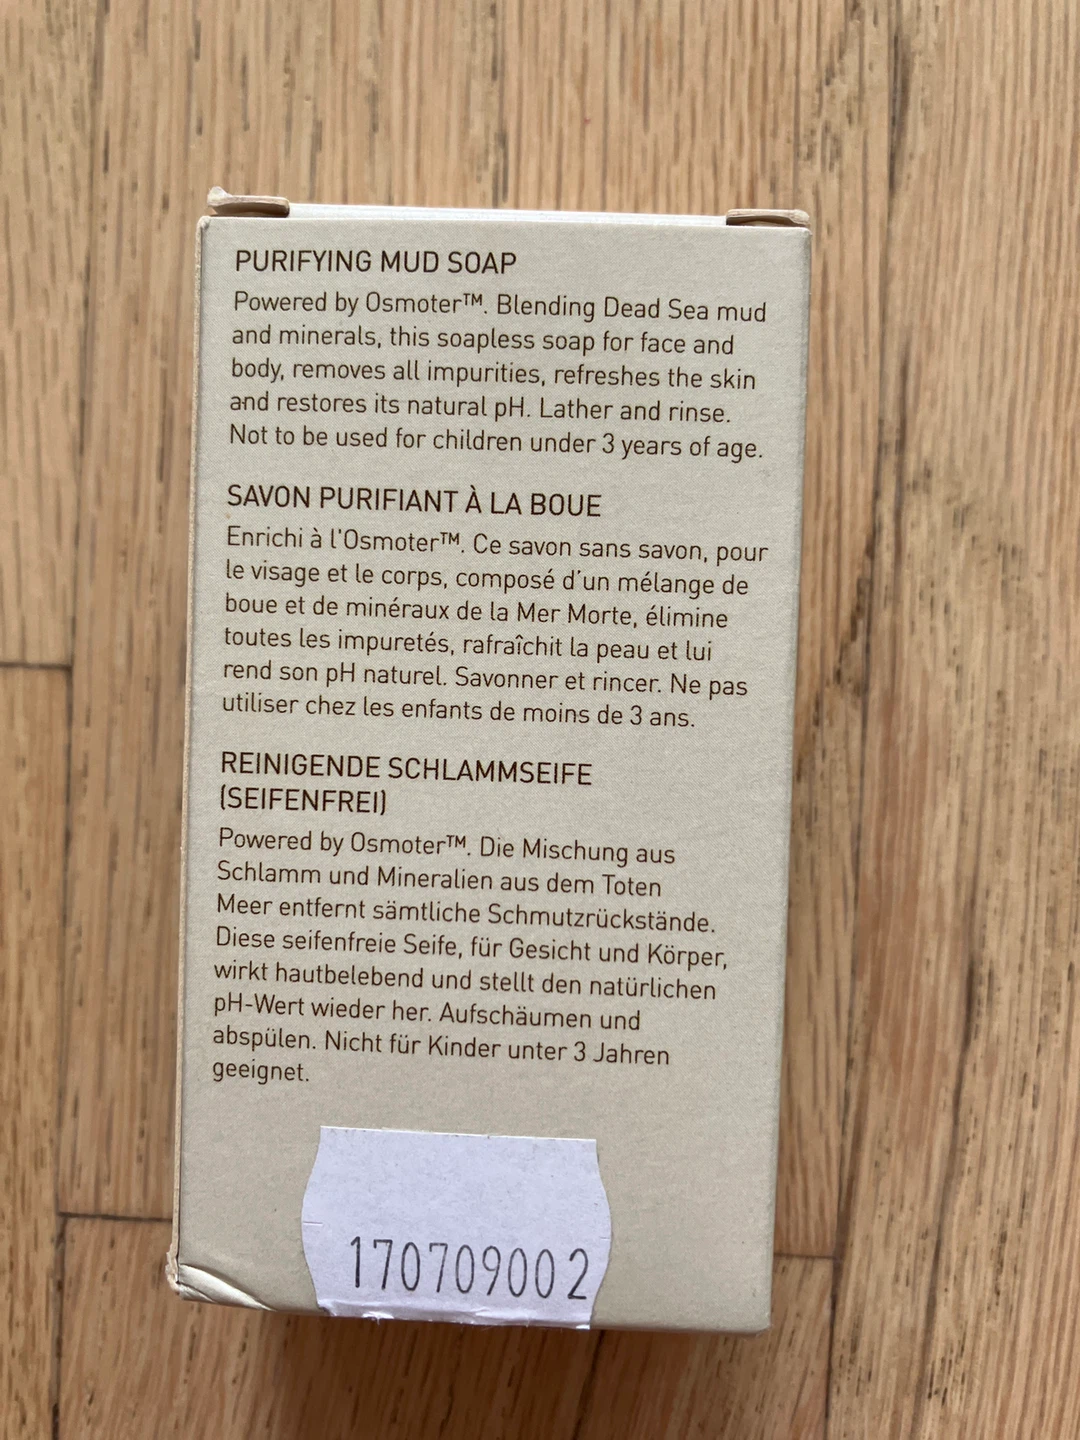 PURIFYING MUD SOAP
Powered by Osmoter™. Blending Dead Sea mud
and minerals, this soapless soap for face and
body, removes all impurities, refreshes the skin
and restores its natural pH. Lather and rinse.
Not to be used for children under 3 years of age.
SAVON PURIFIANT À LA BOUE
Enrichi à l'Osmoter™. Ce savon sans savon, pour
le visage et le corps, composé d'un mélange de
boue et de minéraux de la Mer Morte, élimine
toutes les impuretés, rafraîchit la peau et lui
rend son pH naturel. Savonner et rincer. Ne pas
utiliser chez les enfants de moins de 3 ans.
REINIGENDE SCHLAMMSEIFE
(SEIFENFREI)
Powered by Osmoter™. Die Mischung aus
Schlamm und Mineralien aus dem Toten
Meer entfernt sämtliche Schmutzrückstände.
Diese seifenfreie Seife, für Gesicht und Körper,
wirkt hautbelebend und stellt den natürlichen
pH-Wert wieder her. Aufschäumen und
abspülen. Nicht für Kinder unter 3 Jahren
geeignet.
170709002